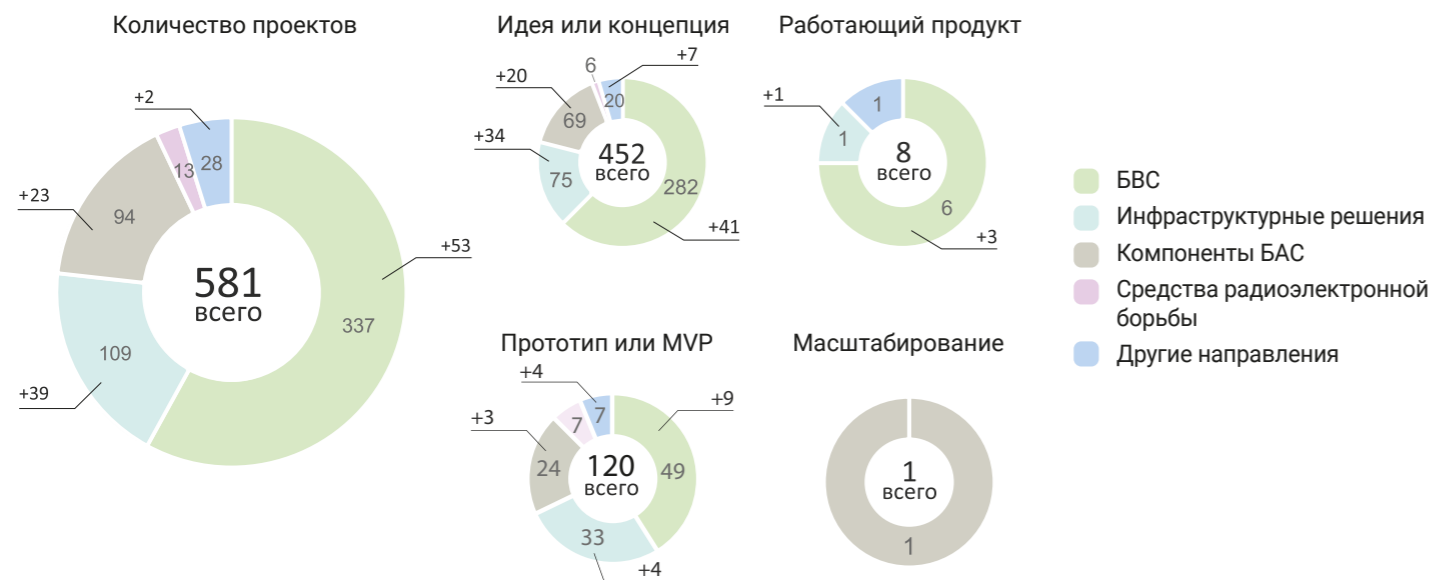 Количество проектов
+2
28
13
+23
94
+53
581
всего
337
109
+39
Идея или концепция
+7
6
+20
20
69
+34
452
всего
75
282
+41
Работающий продукт
+1
1
1
8
всего
6
+3
Прототип или MVP
+4
+9
+3
7
7
24
120
всего
49
33
+4
Масштабирование
1
всего
1
БВС
Инфраструктурные решения
Компоненты БАС
Средства радиоэлектронной
борьбы
Другие направления